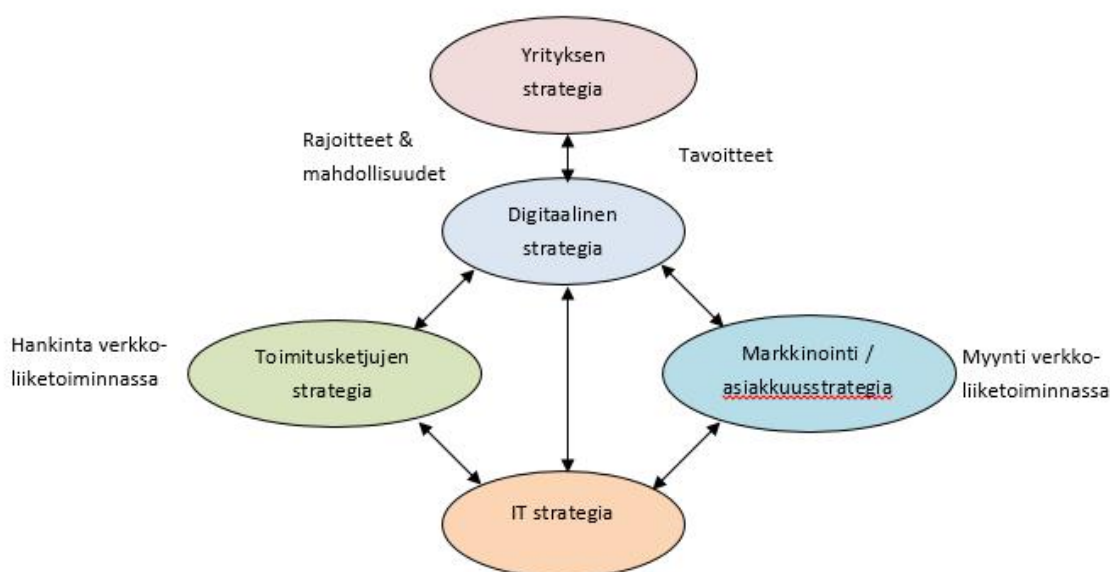 Yrityksen
strategia
Rajoitteet &
mahdollisuudet
Tavoitteet
Digitaalinen
strategia
Hankinta verkko-
liiketoiminnassa
Toimitusketjujen
strategia
Markkinointi /
asiakkuusstrategia
Myynti verkko-
liiketoiminnassa
IT strategia